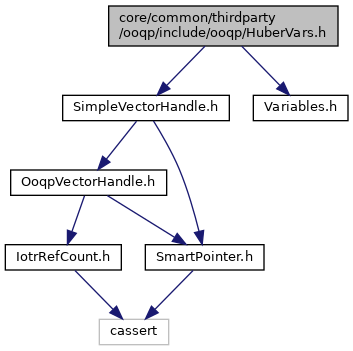 core/common/thirdparty
/ooqp/include/ooqp/HuberVars.h
SimpleVectorHandle.h
Variables.h
OoqpVectorHandle.h
IotrRefCount.h
SmartPointer.h
cassert